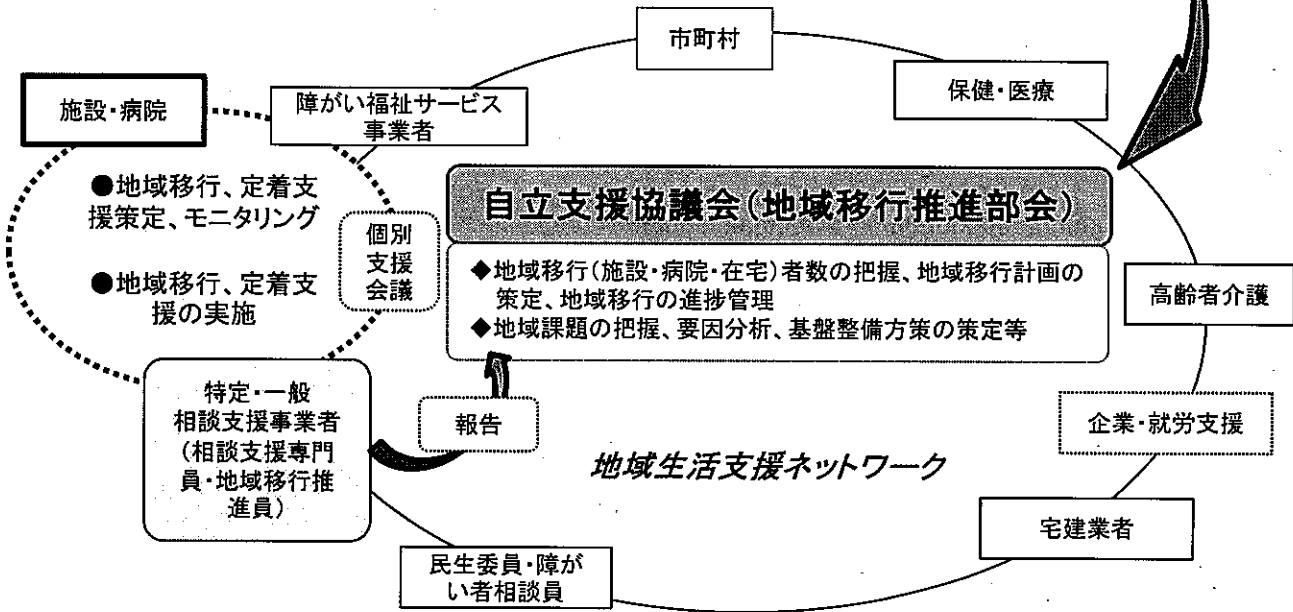 市町村
保健・医療
施設・病院
障がい福祉サービス
事業者
●地域移行、定着支
援策定、モニタリング
●地域移行、定着支
援の実施
個別
支援
会議
自立支援協議会(地域移行推進部会)
◆地域移行(施設・病院・在宅)者数の把握、地域移行計画の
策定、地域移行の進捗管理
◆地域課題の把握、要因分析、基盤整備方策の策定等
高齢者介護
特定・一般
相談支援事業者
(相談支援専門
員・地域移行推
進員)
報告
企業・就労支援
地域生活支援ネットワーク
宅建業者
民生委員・障が
い者相談員